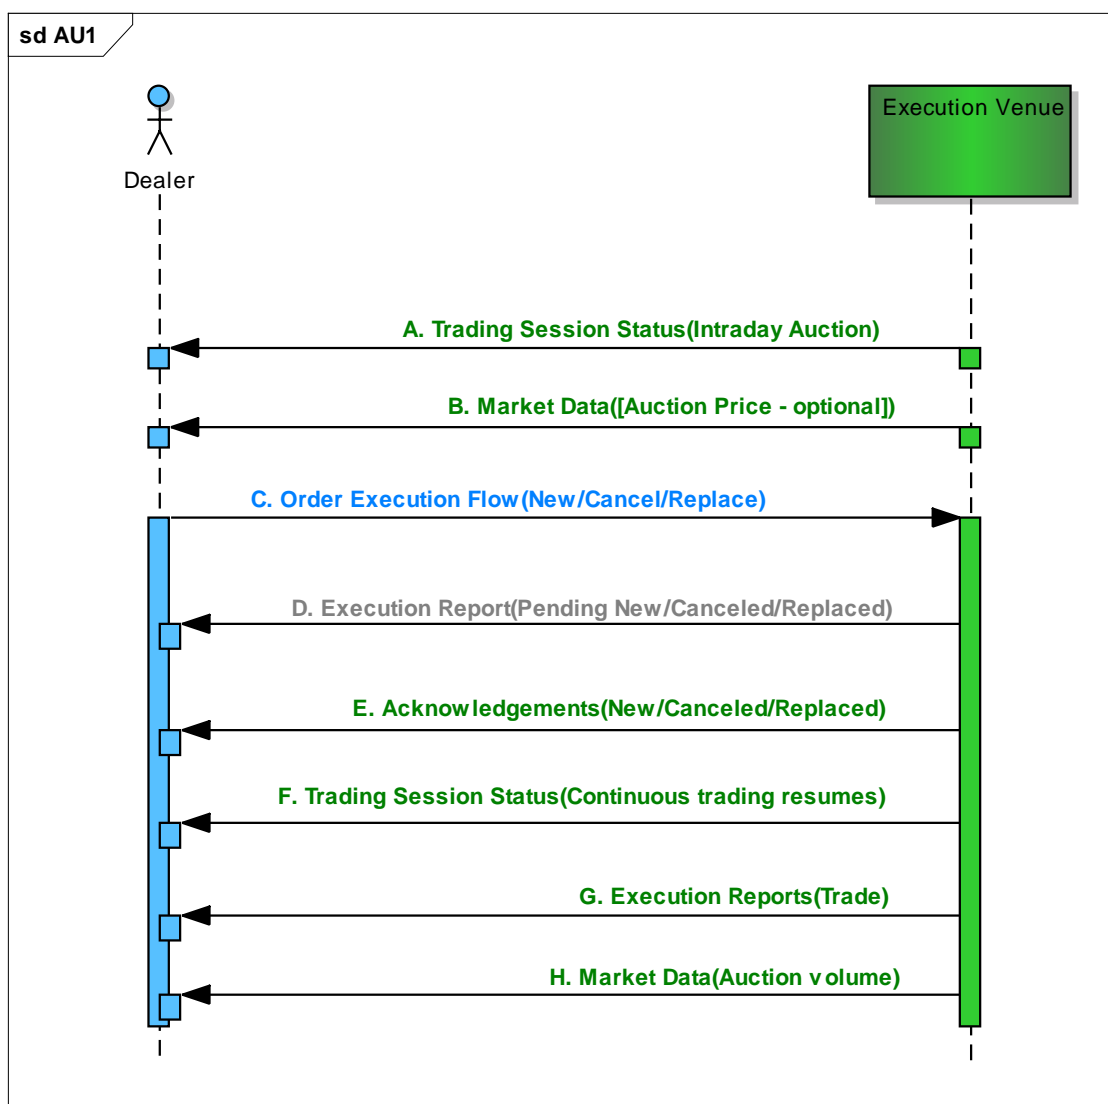 sd AU1
Execution Venue
Dealer
A. Trading Session Status(Intraday Auction)
B. Market Data([Auction Price - optional])
C. Order Execution Flow(New/Cancel/Replace)
D. Execution Report(Pending New/Canceled/Replaced)
E. Acknowledgements(New/Canceled/Replaced)
F. Trading Session Status(Continuous trading resumes)
G. Execution Reports(Trade)
H. Market Data(Auction volume)